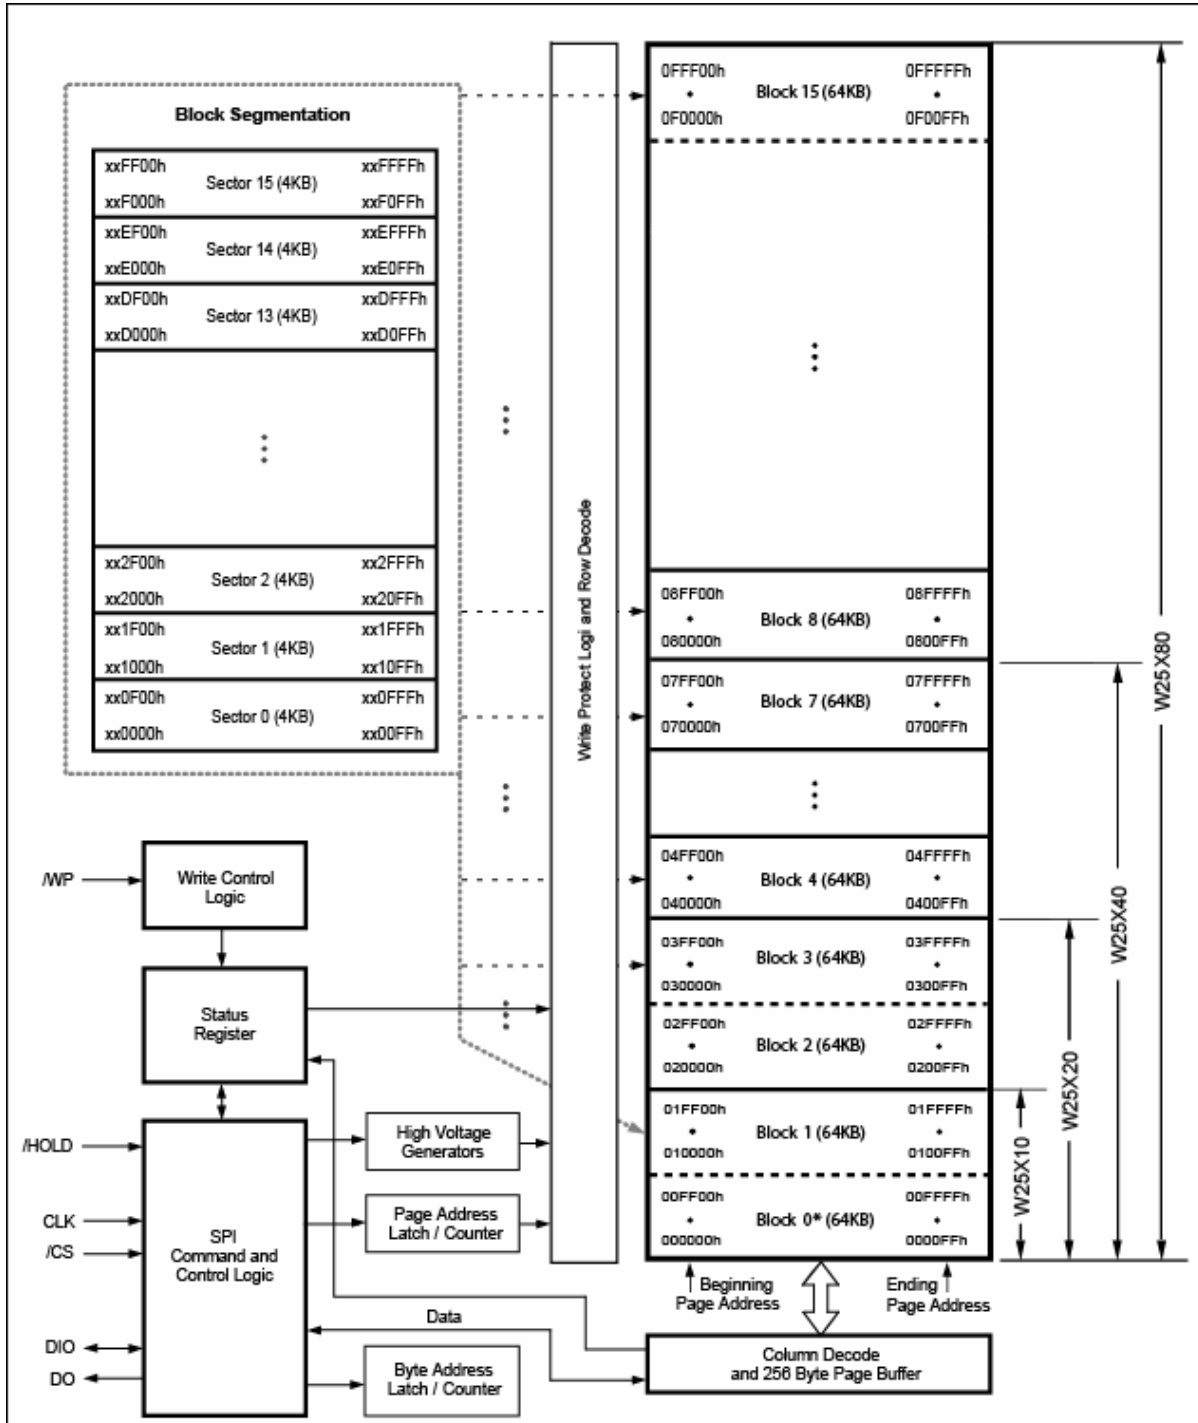 Block Segmentation
xxFF00h xxFFFFh
Sector 15 (4KB)
xxF000h xxF0FFh
xxEF00h xxEFFFh
Sector 14 (4KB)
xxE000h xxE0FFh
xxDF00h xxDFFFh
Sector 13 (4KB)
xxD000h xxD0FFh
xx2F00h xx2FFFh
Sector 2 (4KB)
xx2000h xx20FFh
xx1F00h xx1FFFh
Sector 1 (4KB)
xx1000h xx10FFh
xx0F00h xx0FFFh
Sector 0 (4KB)
xx0000h xx00FFh
Write Protect Logi and Row Decode
0FFF00h 0FFFFFh
Block 15 (64KB)
0F0000h 0F00FFh
08FF00h 08FFFFh
Block 8 (64KB)
080000h 0800FFh
07FF00h 07FFFFh
Block 7 (64KB)
070000h 0700FFh
04FF00h 04FFFFh
Block 4 (64KB)
040000h 0400FFh
03FF00h 03FFFFh
Block 3 (64KB)
030000h 0300FFh
02FF00h 02FFFFh
Block 2 (64KB)
020000h 0200FFh
01FF00h 01FFFFh
Block 1 (64KB)
010000h 0100FFh
00FF00h 00FFFFh
Block 0* (64KB)
000000h 0000FFh
W25X10
W25X20
W25X40
W25X80
Beginning
Page Address
Ending
Page Address
Column Decode
and 256 Byte Page Buffer
/WP
Write Control
Logic
Status
Register
/HOLD
CLK
/CS
DIO
DO
SPI
Command and
Control Logic
High Voltage
Generators
Page Address
Latch / Counter
Data
Byte Address
Latch / Counter